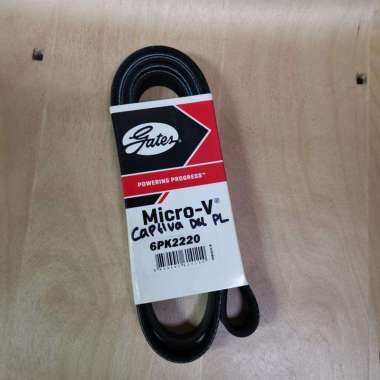 Gates
POWERING PROGRESS™
Micro-V®
Captiva DSL PL
6PK2220